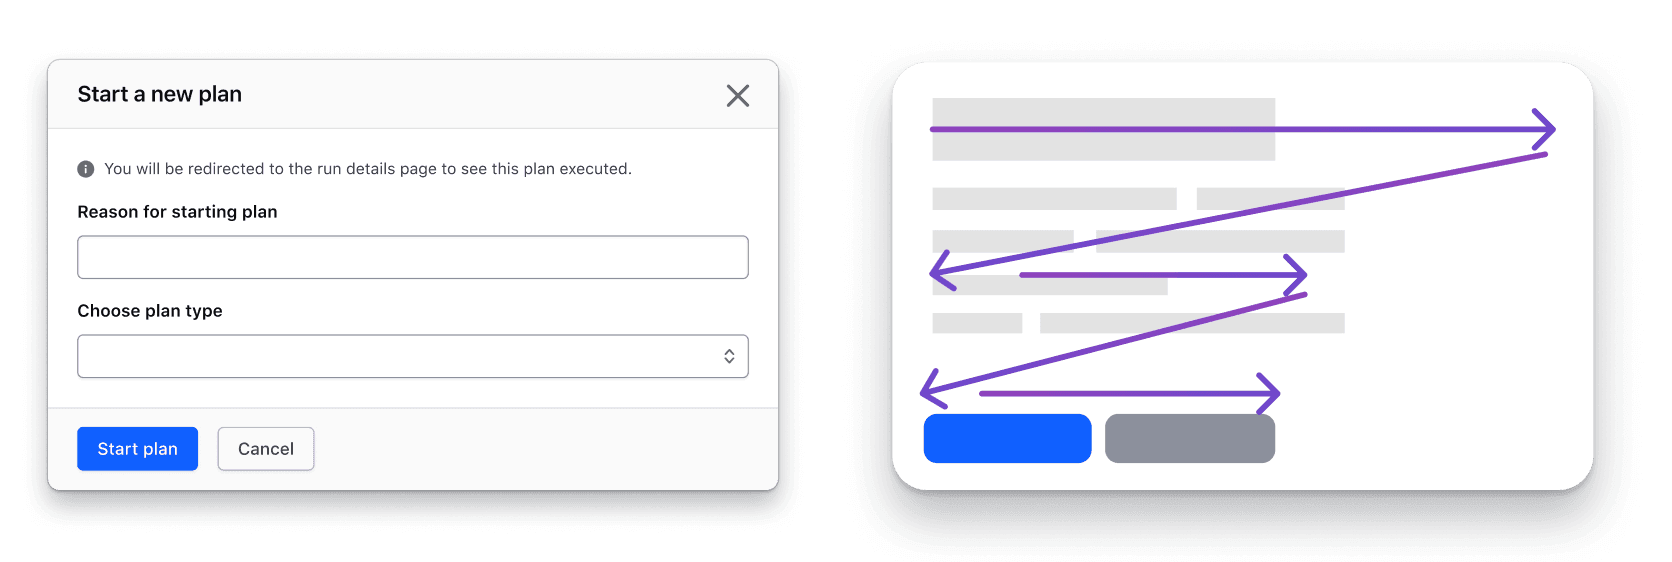 Start a new plan
You will be redirected to the run details page to see this plan executed.
Reason for starting plan
Choose plan type
Start plan
Cancel